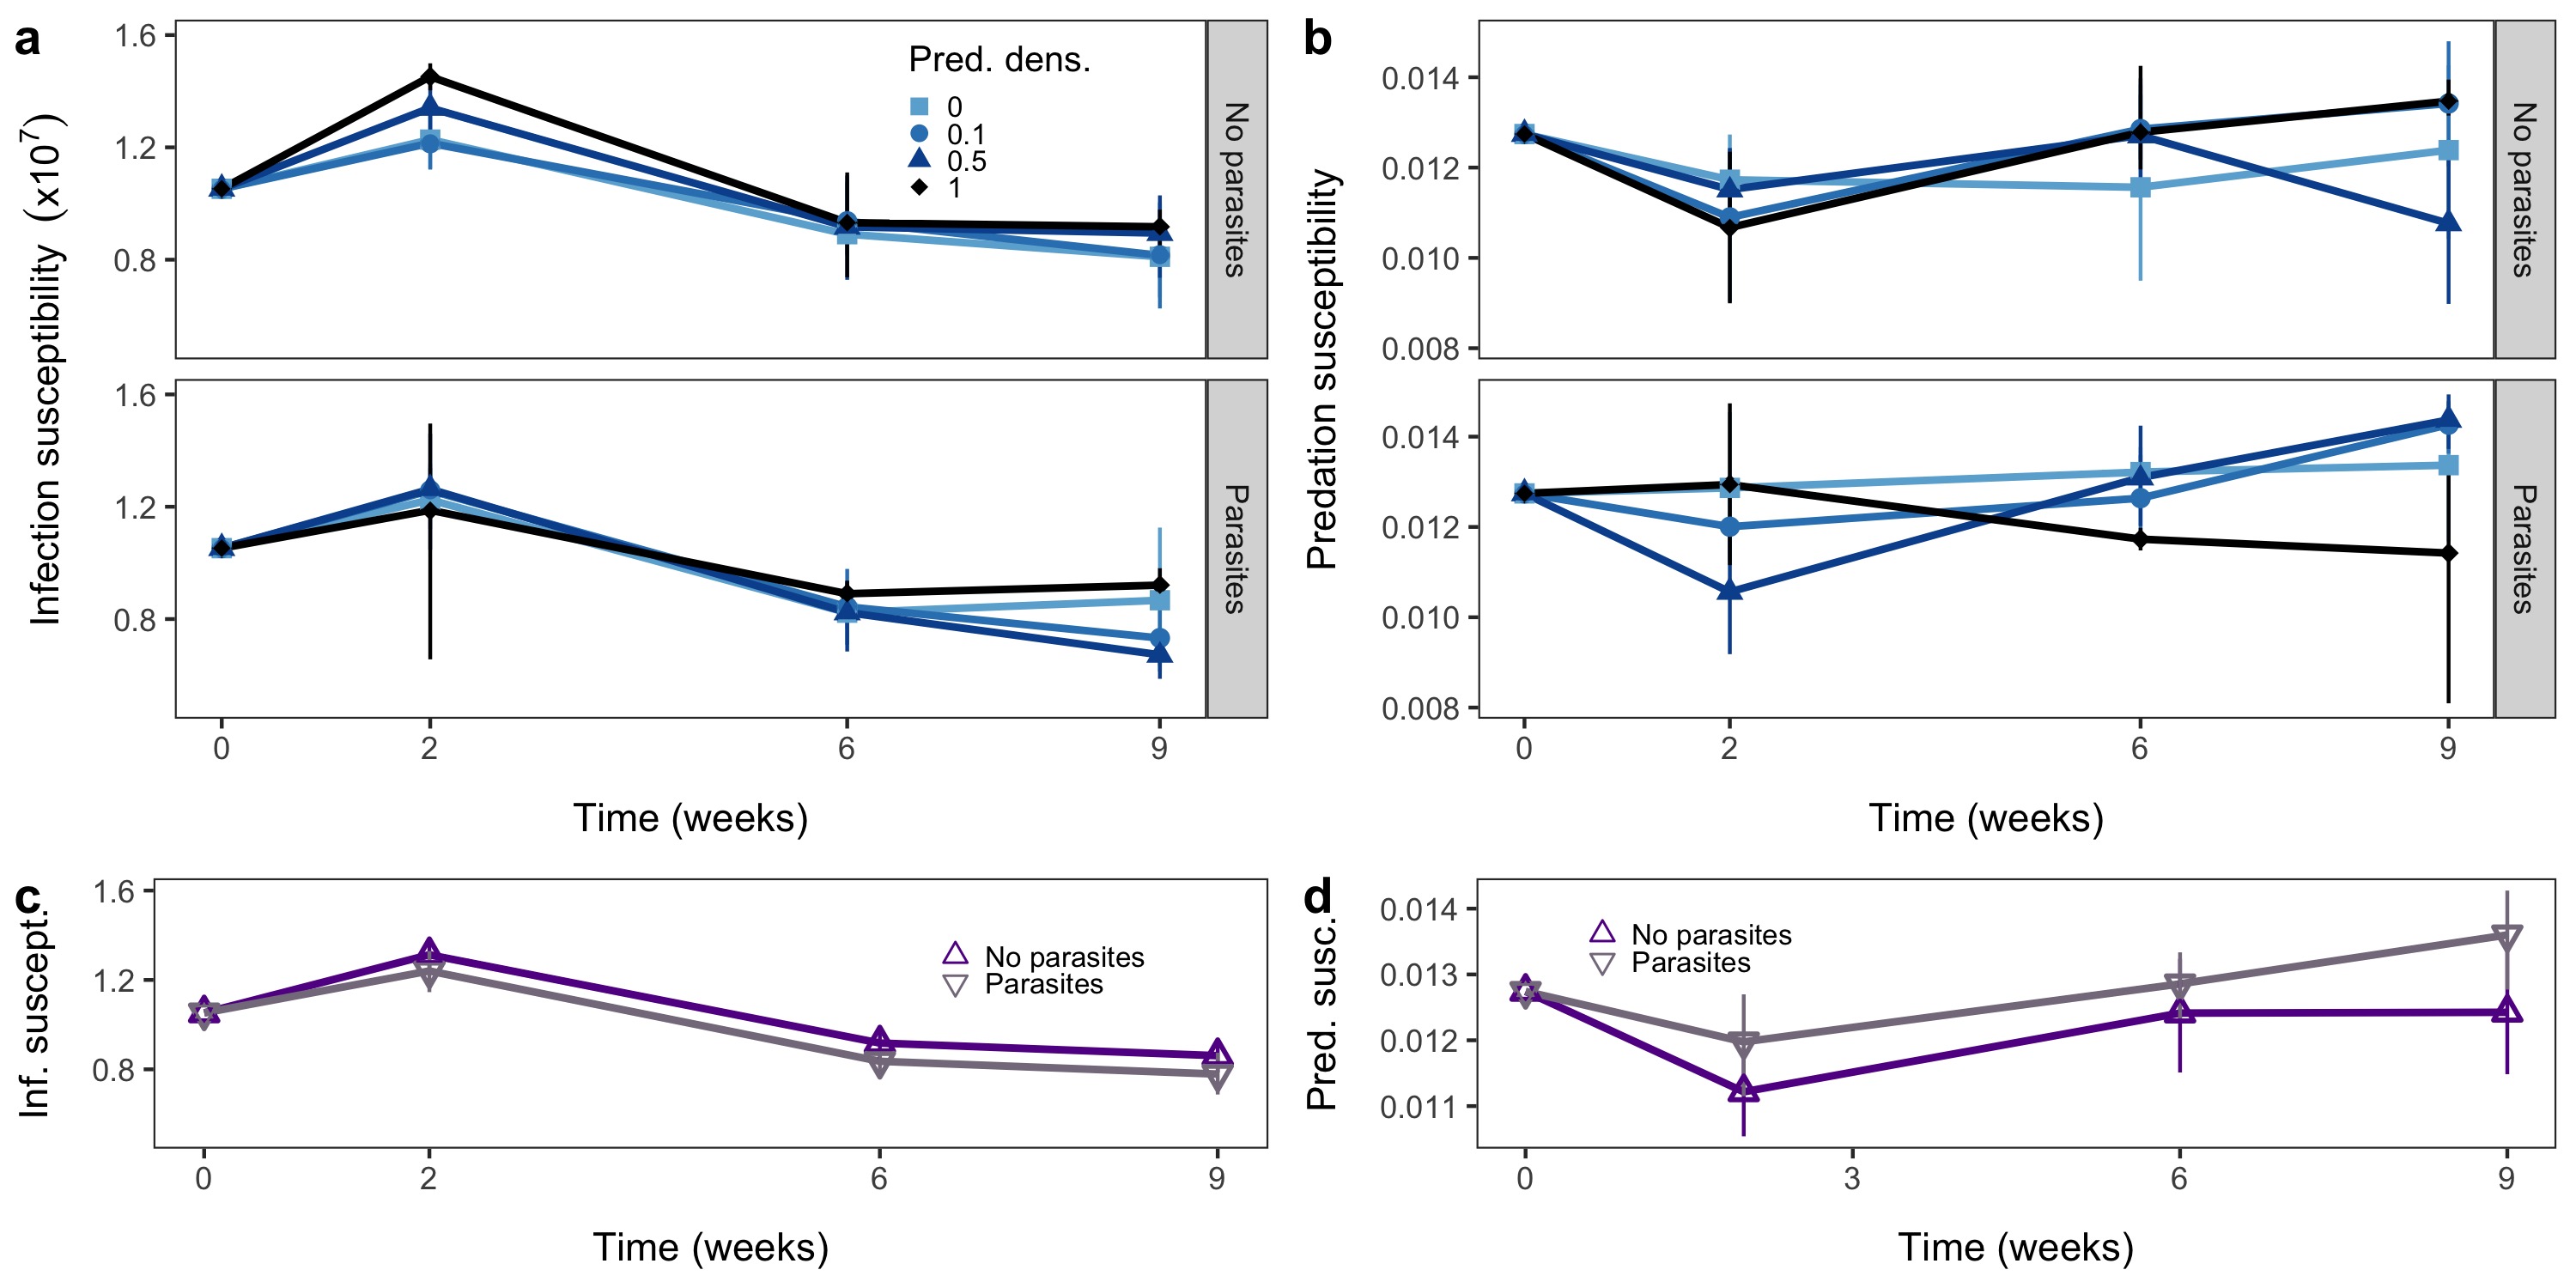 a
1.6
1.2
0.8
Infection susceptibility (x10⁷)
Pred. dens.
0
0.1
0.5
1
No parasites
1.6
1.2
0.8
Parasites
0
2
6
9
Time (weeks)
b
0.014
0.012
0.010
0.008
Predation susceptibility
No parasites
0.014
0.012
0.010
0.008
Parasites
0
2
6
9
Time (weeks)
c
1.6
1.2
0.8
Inf. suscept.
No parasites
Parasites
0
2
6
9
Time (weeks)
d
0.014
0.013
0.012
0.011
Pred. susc.
No parasites
Parasites
0
3
6
9
Time (weeks)